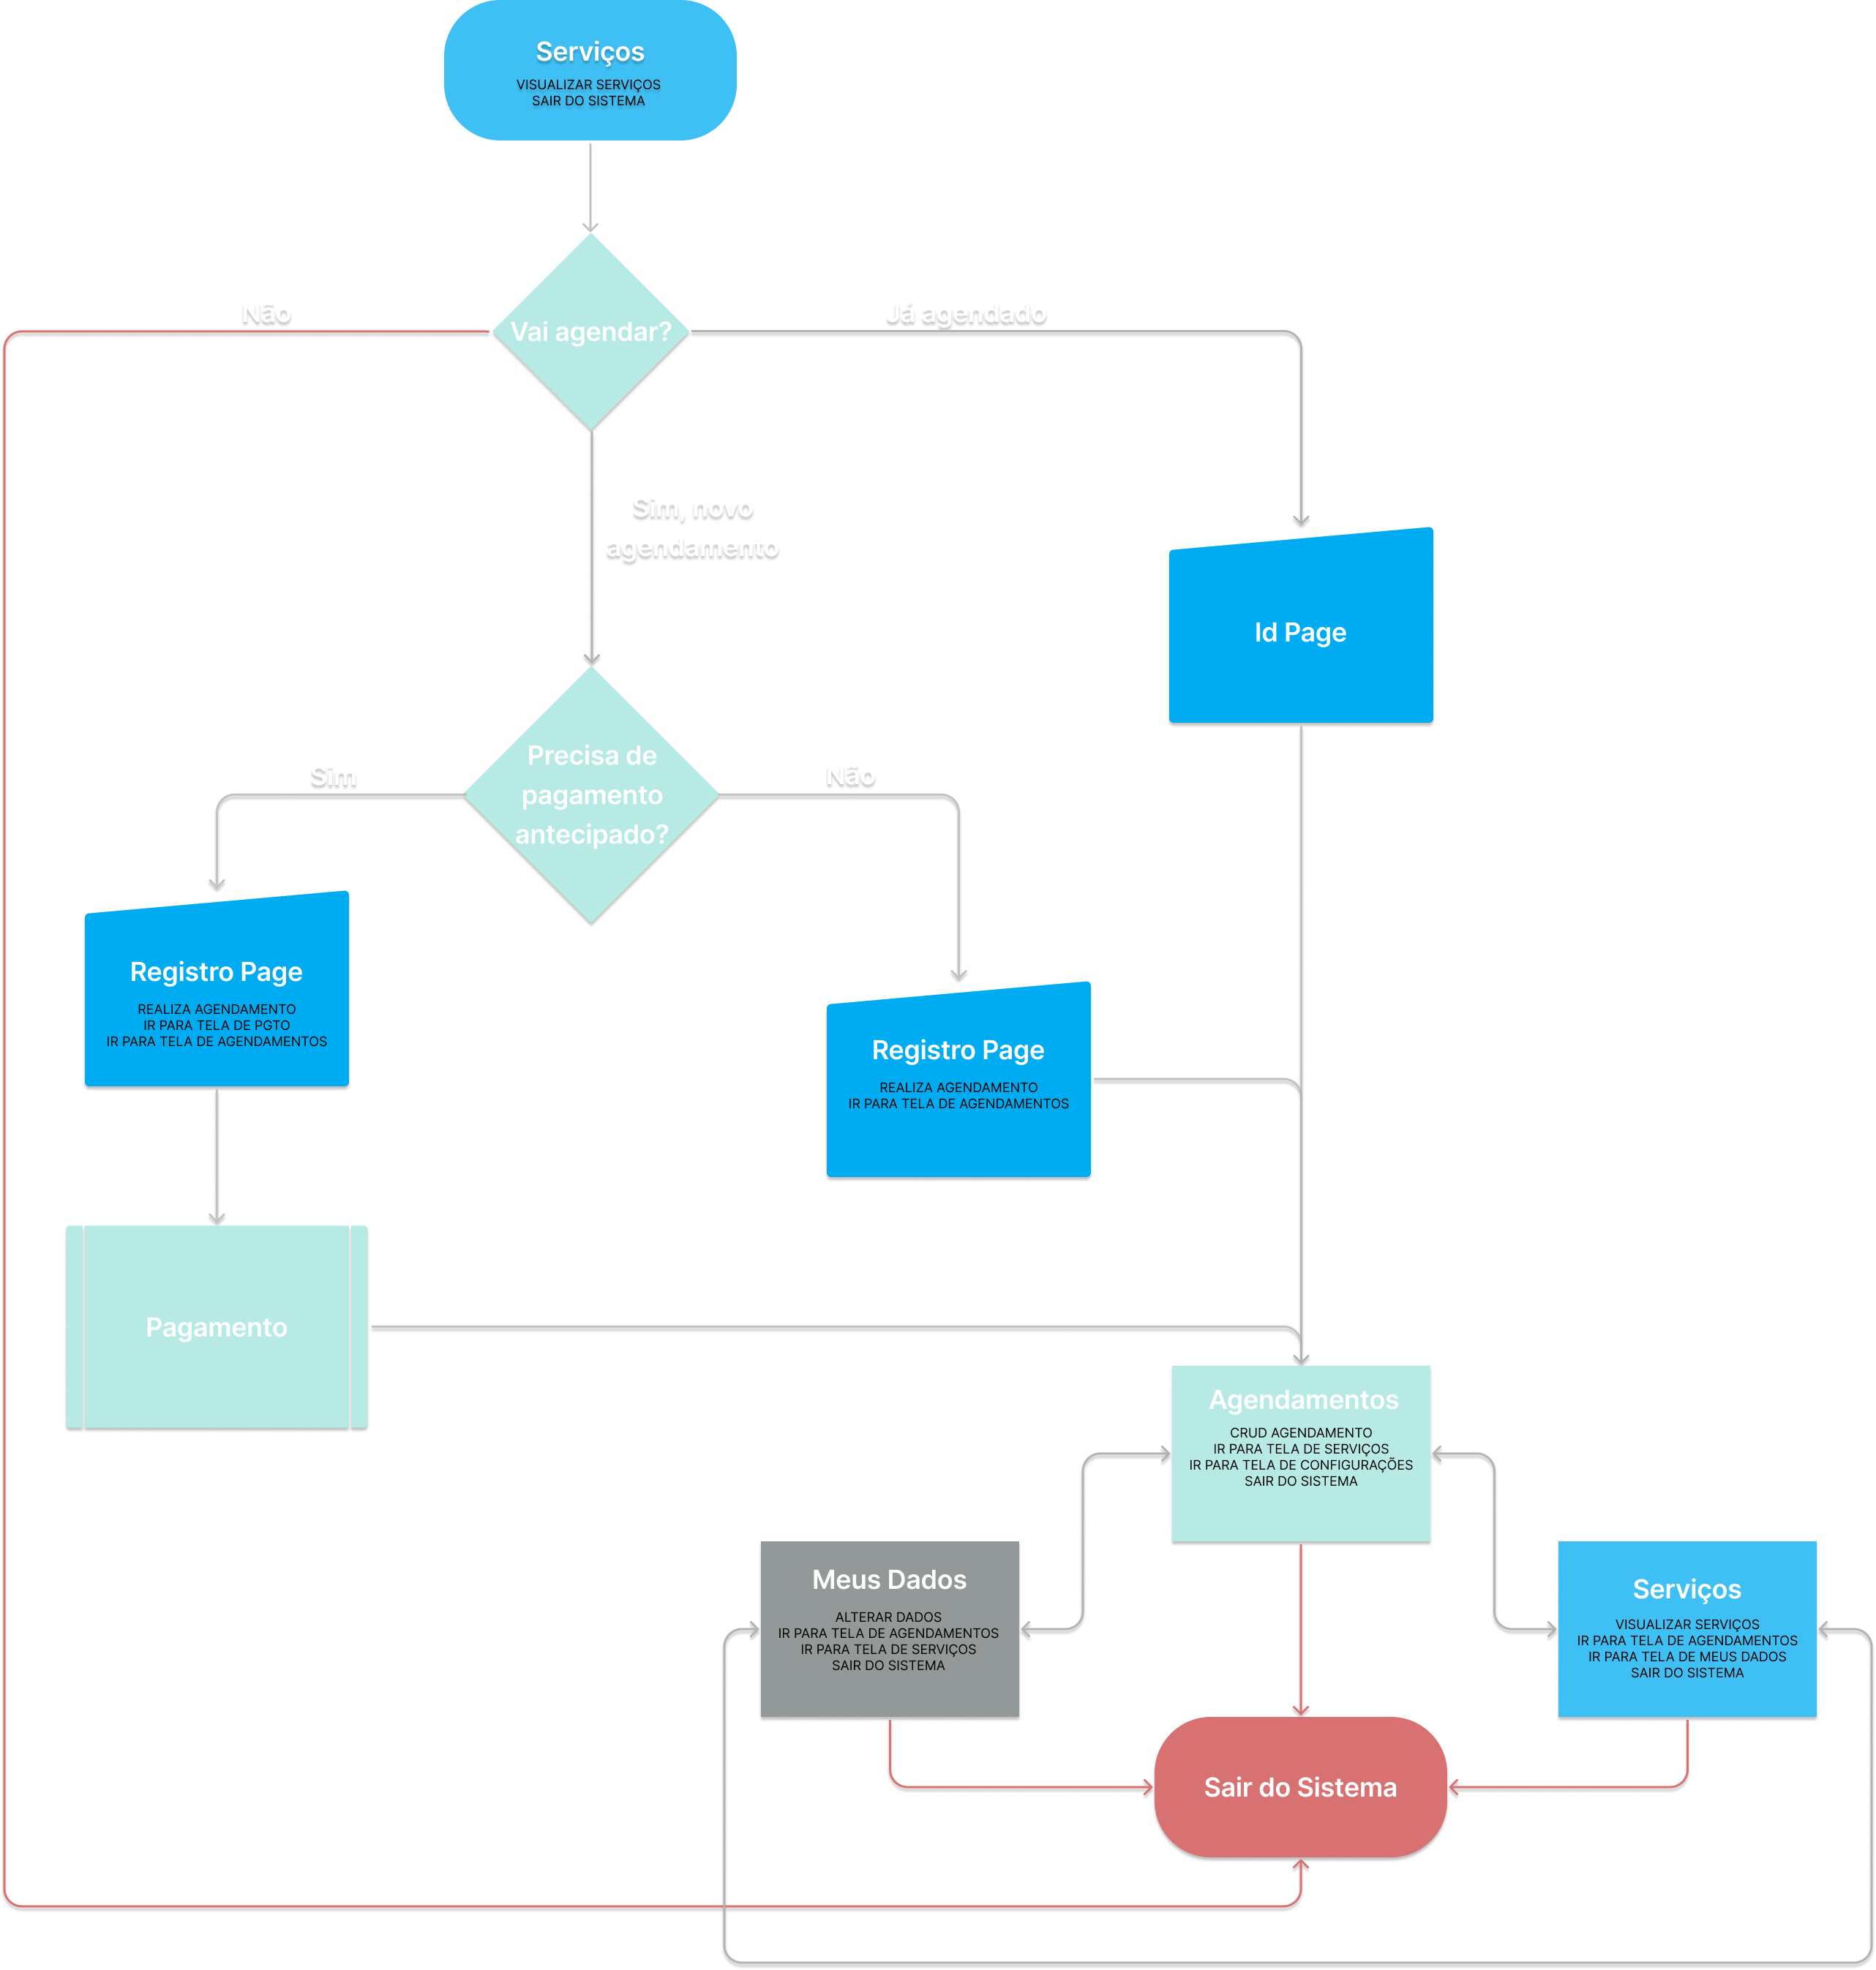 Serviços
VISUALIZAR SERVIÇOS
SAIR DO SISTEMA
Não
Vai agendar?
Já agendado
Sim, novo
agendamento
Id Page
Sim
Precisa de
pagamento
antecipado?
Não
Registro Page
REALIZA AGENDAMENTO
IR PARA TELA DE PGTO
IR PARA TELA DE AGENDAMENTOS
Registro Page
REALIZA AGENDAMENTO
IR PARA TELA DE AGENDAMENTOS
Pagamento
Agendamentos
CRUD AGENDAMENTO
IR PARA TELA DE SERVIÇOS
IR PARA TELA DE CONFIGURAÇÕES
SAIR DO SISTEMA
Meus Dados
ALTERAR DADOS
IR PARA TELA DE AGENDAMENTOS
IR PARA TELA DE SERVIÇOS
SAIR DO SISTEMA
Serviços
VISUALIZAR SERVIÇOS
IR PARA TELA DE AGENDAMENTOS
IR PARA TELA DE MEUS DADOS
SAIR DO SISTEMA
Sair do Sistema